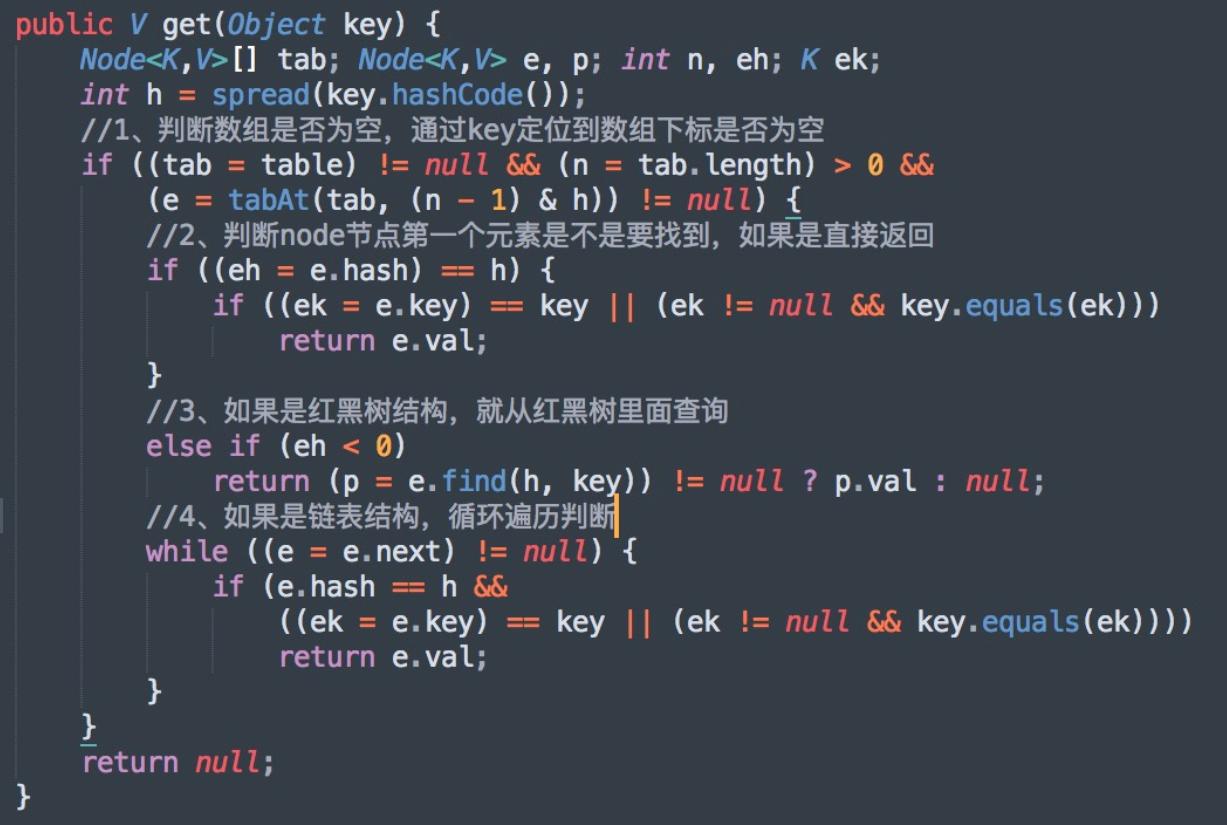 public V get(Object key) {
    Node<K,V>[] tab; Node<K,V> e, p; int n, eh; K ek;
    int h = spread(key.hashCode());
    //1、判断数组是否为空，通过key定位到数组下标是否为空
    if ((tab = table) != null && (n = tab.length) > 0 &&
        (e = tabAt(tab, (n - 1) & h)) != null) {
        //2、判断node节点第一个元素是不是要找到，如果是直接返回
        if ((eh = e.hash) == h) {
            if ((ek = e.key) == key || (ek != null && key.equals(ek)))
                return e.val;
        }
        //3、如果是红黑树结构，就从红黑树里面查询
        else if (eh < 0)
            return (p = e.find(h, key)) != null ? p.val : null;
        //4、如果是链表结构，循环遍历判断
        while ((e = e.next) != null) {
            if (e.hash == h &&
                ((ek = e.key) == key || (ek != null && key.equals(ek))))
                return e.val;
        }
    }
    return null;
}